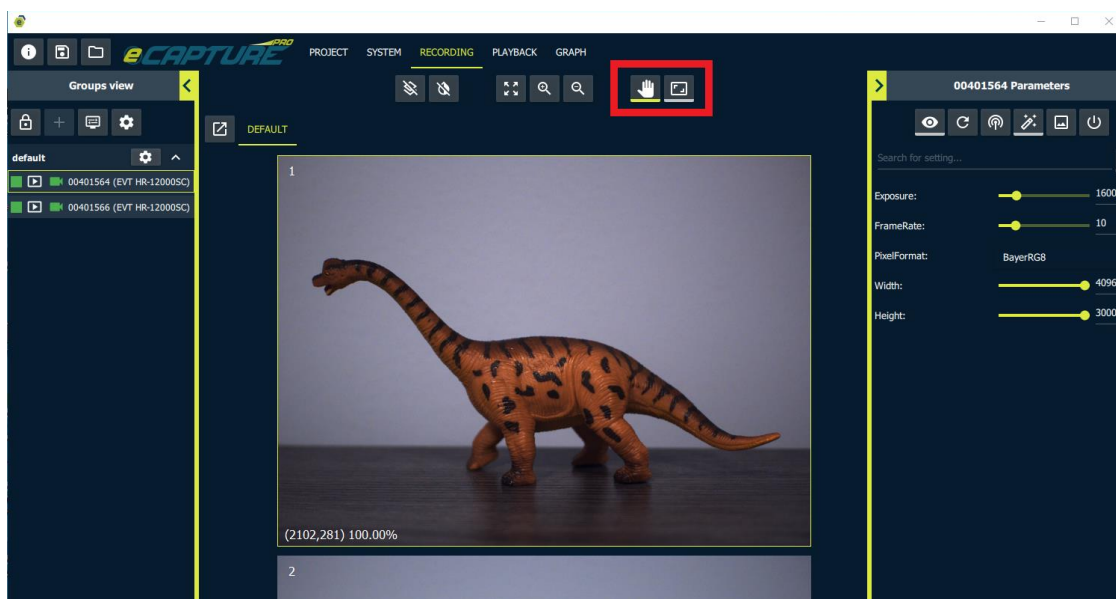 eCAPTURE PRO
PROJECT SYSTEM RECORDING PLAYBACK GRAPH
Groups view
00401564 Parameters
DEFAULT
default
00401564 (EVT HR-12000SC)
00401566 (EVT HR-12000SC)
1
(2102,281) 100.00%
2
Search for setting...
Exposure: 1600
FrameRate: 10
PixelFormat: BayerRG8
Width: 4096
Height: 3000